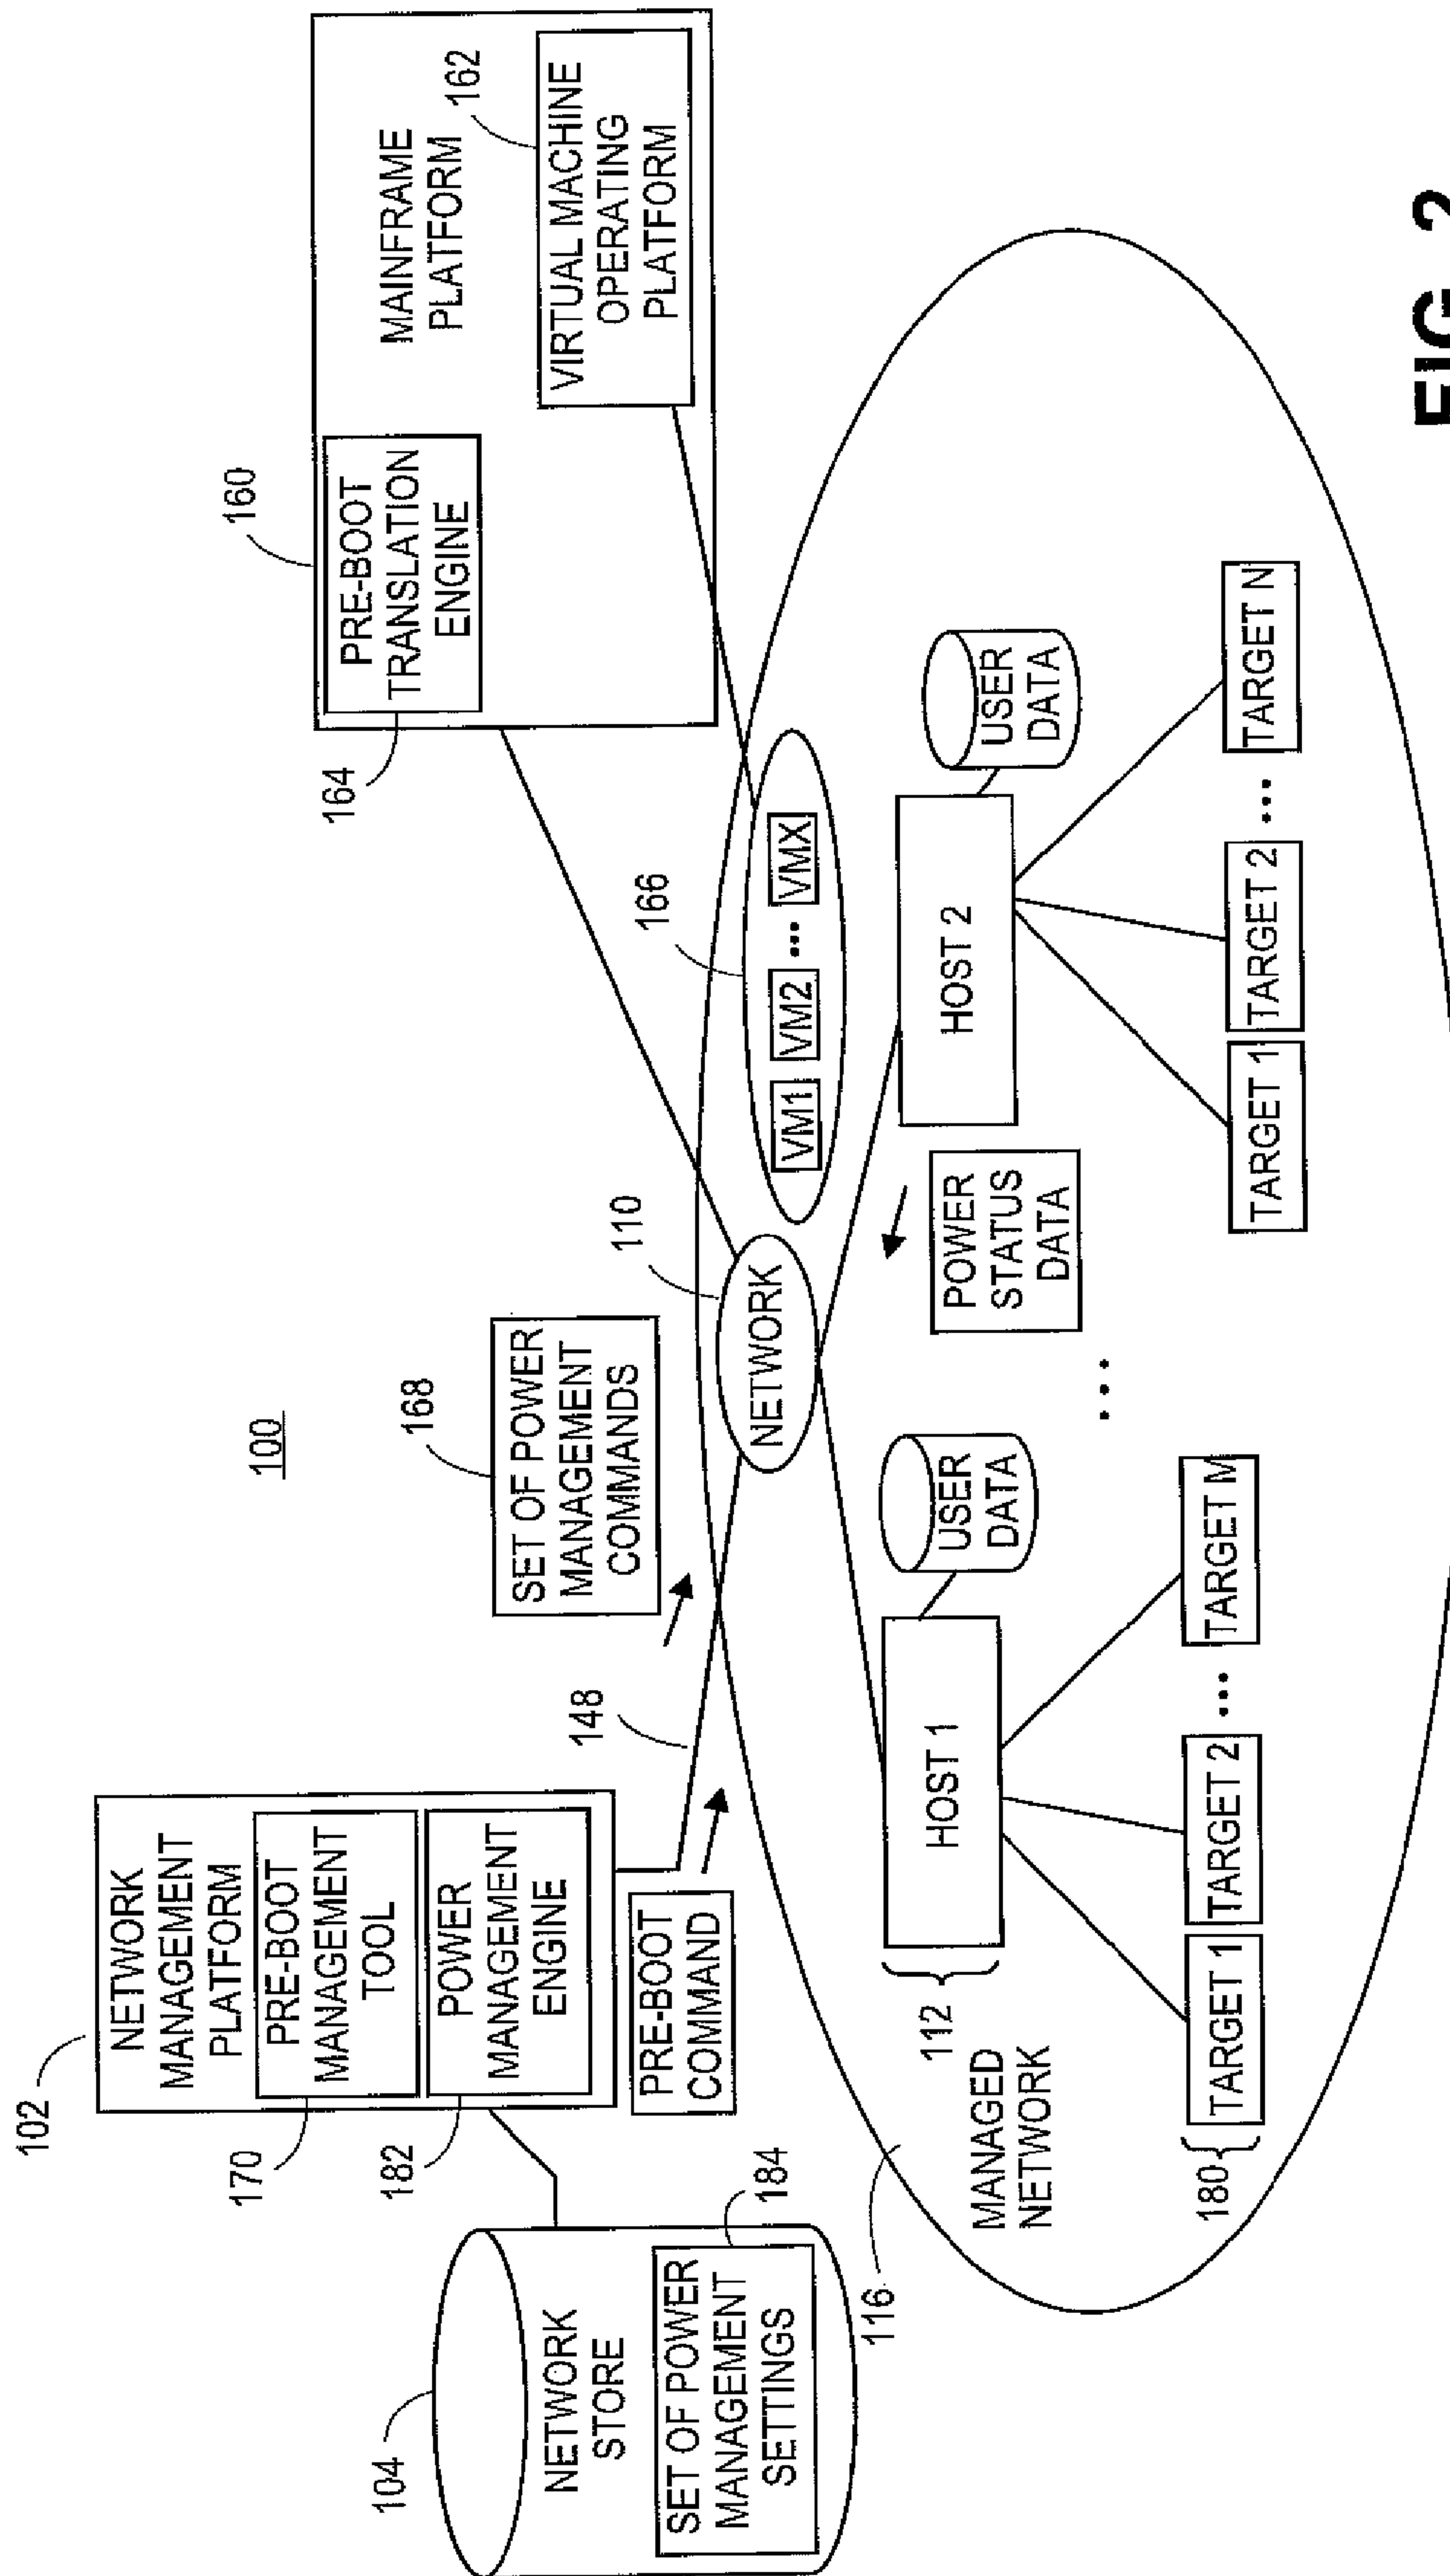 100
102
NETWORK
MANAGEMENT
PLATFORM
PRE-BOOT
MANAGEMENT
TOOL
170
POWER
MANAGEMENT
ENGINE
182
104
NETWORK
STORE
SET OF POWER
MANAGEMENT
SETTINGS
184
PRE-BOOT
COMMAND
148
168
SET OF POWER
MANAGEMENT
COMMANDS
160
PRE-BOOT
TRANSLATION
ENGINE
164
MAINFRAME
PLATFORM
162
VIRTUAL MACHINE
OPERATING
PLATFORM
110
NETWORK
166
VM1 VM2 ... VMX
116
MANAGED
NETWORK
112
HOST 1
USER
DATA
180
TARGET 1 TARGET 2 ... TARGET M
...
POWER
STATUS
DATA
HOST 2
USER
DATA
TARGET 1 TARGET 2 ... TARGET N
FIG. 2